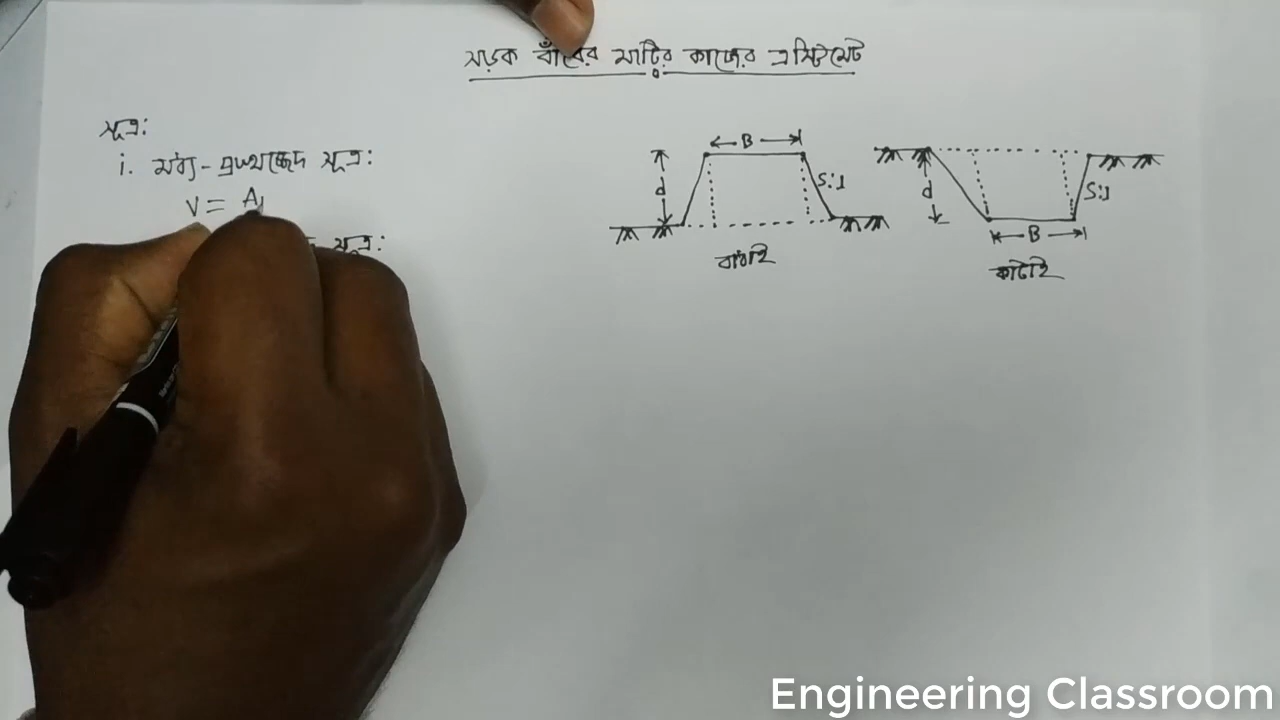 সড়ক বাঁধের মাটির কাজের এস্টিমেট
সূত্র:
i. মধ্য-প্রস্থচ্ছেদ সূত্র:
V = A
সূত্র:
B
d
S:1
ভরাই
B
d
S:1
কাটাই
Engineering Classroom